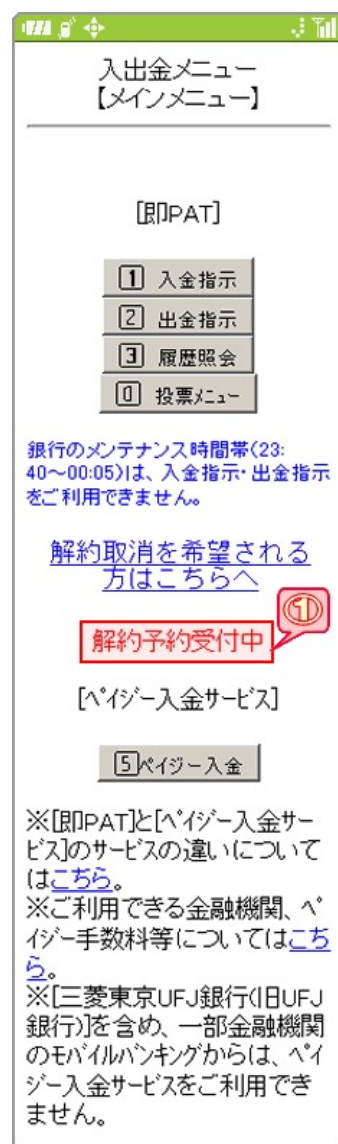 入出金メニュー
【メインメニュー】
[即PAT]
1 入金指示
2 出金指示
3 履歴照会
0 投票ﾒﾆｭｰ
銀行のﾒﾝﾃﾅﾝｽ時間帯(23:
40～00:05)は、入金指示･出金指示
をご利用できません。
解約取消を希望される
方はこちらへ
①
解約予約受付中
[ﾍﾟｲｼﾞｰ入金ｻｰﾋﾞｽ]
5 ﾍﾟｲｼﾞｰ入金
※[即PAT]と[ﾍﾟｲｼﾞｰ入金ｻｰ
ﾋﾞｽ]のｻｰﾋﾞｽの違いについて
はこちら。
※ご利用できる金融機関、ﾍﾟ
ｲｼﾞｰ手数料等についてはこち
ら。
※[三菱東京UFJ銀行(旧UFJ
銀行)]を含め、一部金融機関
のﾓﾊﾞｲﾙﾊﾞﾝｷﾝｸﾞからは、ﾍﾟｲ
ｼﾞｰ入金ｻｰﾋﾞｽをご利用でき
ません。